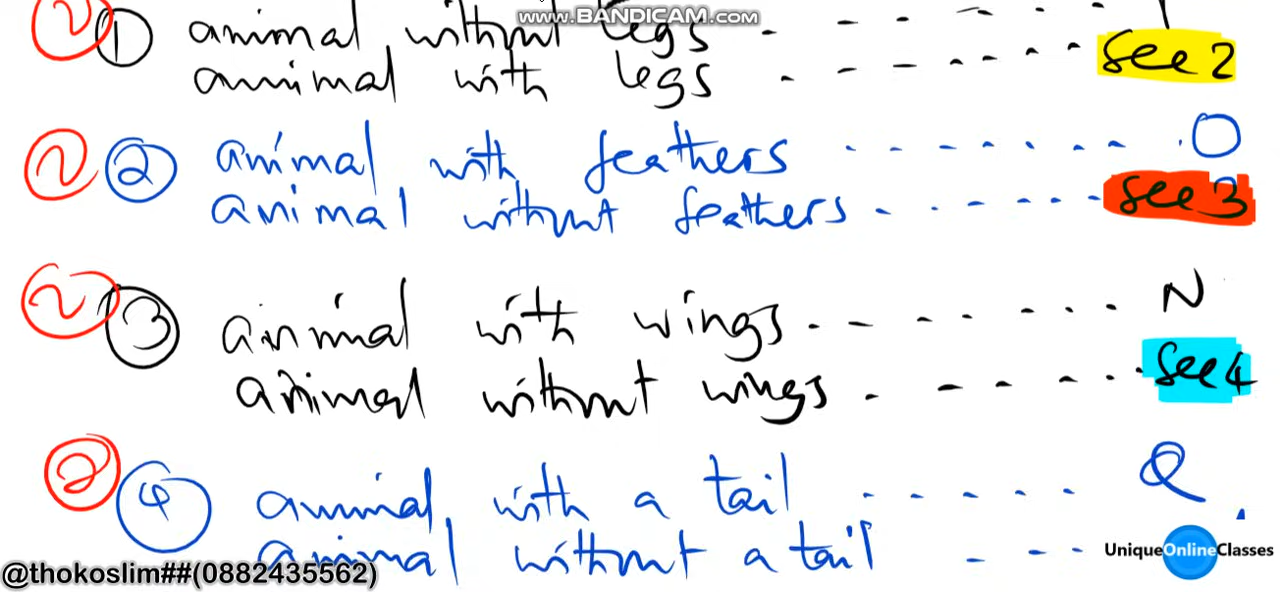 www.BANDICAM.com
2 1 animal without legs - - - - - -
animal with legs - - - - - - - see 2
2 2 animal with feathers - - - - - - - O
animal without feathers - - - - - - see 3
2 3 animal with wings - - - - - - - N
animal without wings - - - - - see 4
2 4 animal with a tail - - - - - Q
animal without a tail - - -
UniqueOnlineClasses
@thokoslim##(0882435562)